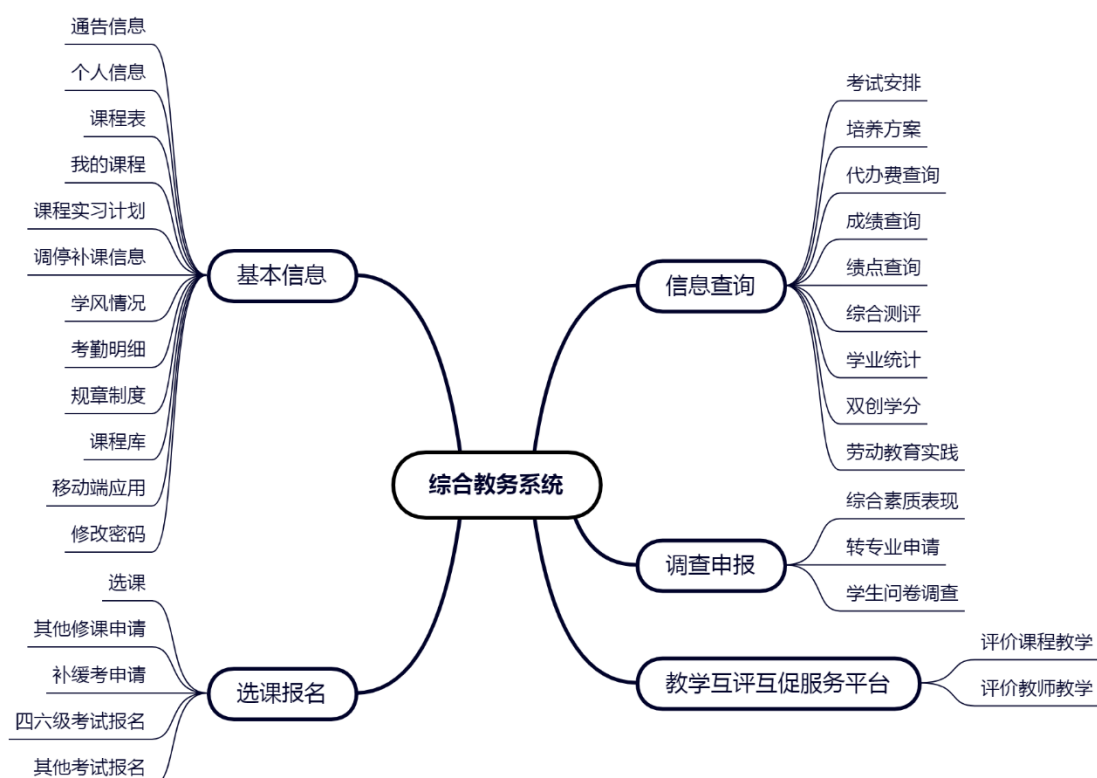 综合教务系统
基本信息
通告信息
个人信息
课程表
我的课程
课程实习计划
调停补课信息
学风情况
考勤明细
规章制度
课程库
移动端应用
修改密码
选课报名
选课
其他修课申请
补缓考申请
四六级考试报名
其他考试报名
信息查询
考试安排
培养方案
代办费查询
成绩查询
绩点查询
综合测评
学业统计
双创学分
劳动教育实践
调查申报
综合素质表现
转专业申请
学生问卷调查
教学互评互促服务平台
评价课程教学
评价教师教学